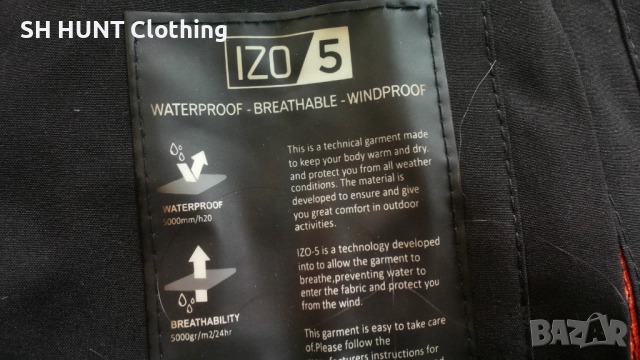 SH HUNT Clothing
IZO/5
WATERPROOF - BREATHABLE - WINDPROOF
This is a technical garment made
to keep your body warm and dry.
and protect you from all weather
conditions. The material is
developed to ensure and give
you great comfort in outdoor
activities.
WATERPROOF
5000mm/h20
IZO-5 is a technology developed
into to allow the garment to
breathe,preventing water to
enter the fabric and protect you
from the wind.
BREATHABILITY
5000gr/m2/24hr
This garment is easy to take care
of.Please follow the
instructions for
BAZAR